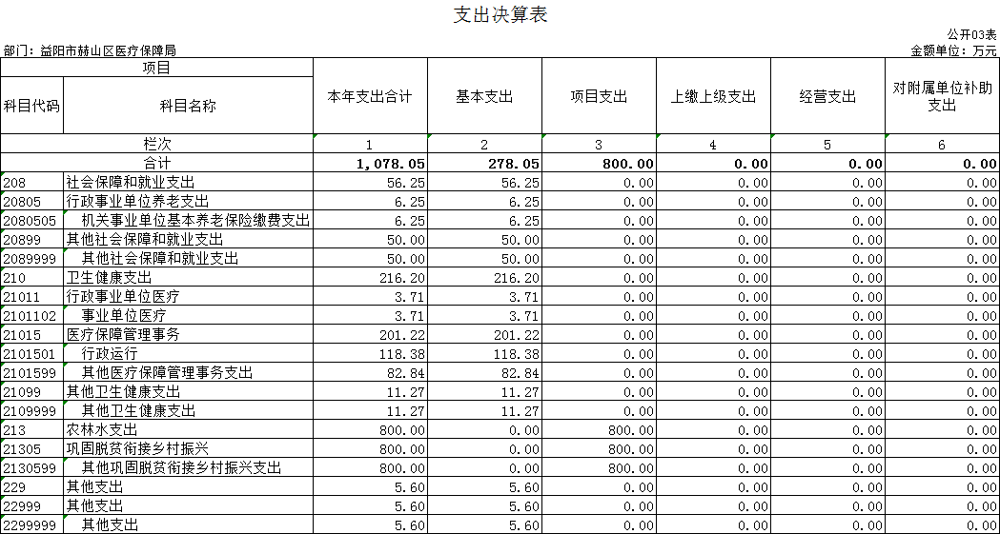 支出决算表
公开03表
部门：益阳市赫山区医疗保障局 金额单位：万元
项目 本年支出合计 基本支出 项目支出 上缴上级支出 经营支出 对附属单位补助支出
科目代码 科目名称
栏次 1 2 3 4 5 6
合计 1,078.05 278.05 800.00 0.00 0.00 0.00
208 社会保障和就业支出 56.25 56.25 0.00 0.00 0.00 0.00
20805 行政事业单位养老支出 6.25 6.25 0.00 0.00 0.00 0.00
2080505 机关事业单位基本养老保险缴费支出 6.25 6.25 0.00 0.00 0.00 0.00
20899 其他社会保障和就业支出 50.00 50.00 0.00 0.00 0.00 0.00
2089999 其他社会保障和就业支出 50.00 50.00 0.00 0.00 0.00 0.00
210 卫生健康支出 216.20 216.20 0.00 0.00 0.00 0.00
21011 行政事业单位医疗 3.71 3.71 0.00 0.00 0.00 0.00
2101102 事业单位医疗 3.71 3.71 0.00 0.00 0.00 0.00
21015 医疗保障管理事务 201.22 201.22 0.00 0.00 0.00 0.00
2101501 行政运行 118.38 118.38 0.00 0.00 0.00 0.00
2101599 其他医疗保障管理事务支出 82.84 82.84 0.00 0.00 0.00 0.00
21099 其他卫生健康支出 11.27 11.27 0.00 0.00 0.00 0.00
2109999 其他卫生健康支出 11.27 11.27 0.00 0.00 0.00 0.00
213 农林水支出 800.00 0.00 800.00 0.00 0.00 0.00
21305 巩固脱贫衔接乡村振兴 800.00 0.00 800.00 0.00 0.00 0.00
2130599 其他巩固脱贫衔接乡村振兴支出 800.00 0.00 800.00 0.00 0.00 0.00
229 其他支出 5.60 5.60 0.00 0.00 0.00 0.00
22999 其他支出 5.60 5.60 0.00 0.00 0.00 0.00
2299999 其他支出 5.60 5.60 0.00 0.00 0.00 0.00